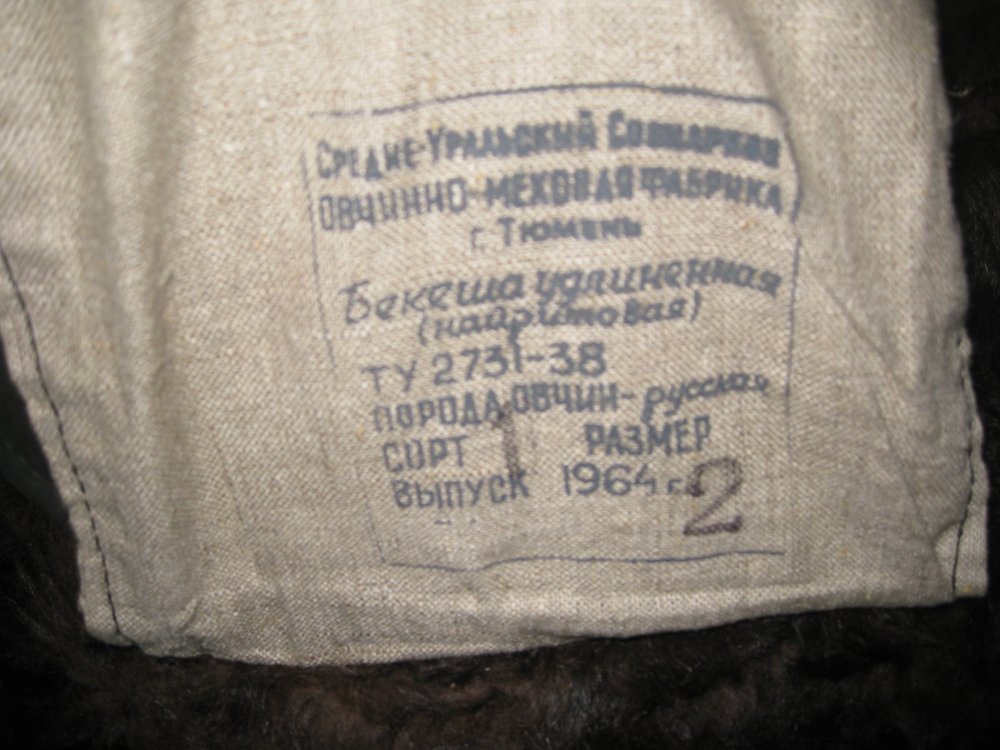 Средне-Уральский Совнархоз
овчинно-меховая фабрика
г. Тюмень
Бекеша удлиненная
(наиритовая)
ТУ 2731-38
порода овчин-русская
сорт 1 размер
выпуск 1964 г. 2